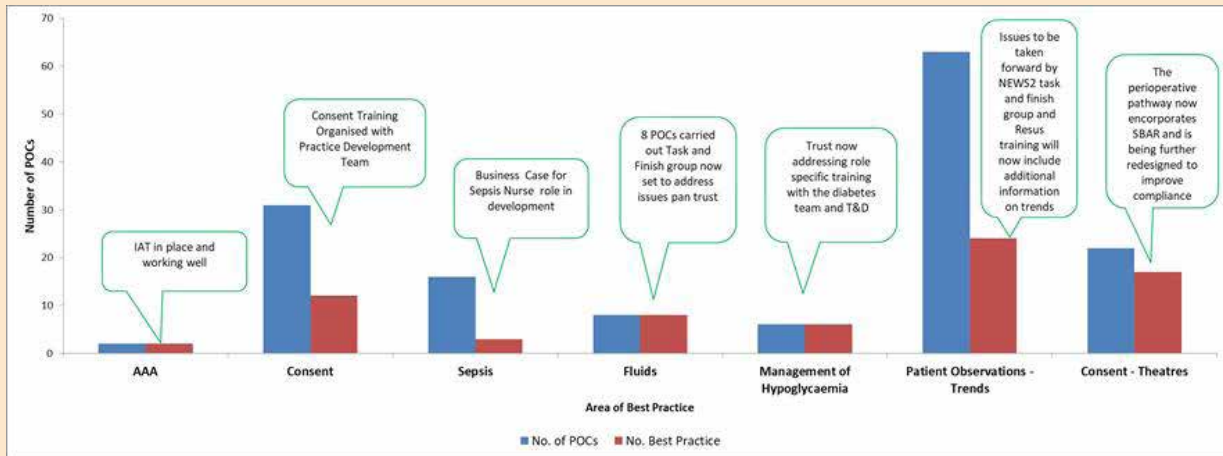 70
60
50
40
30
20
10
0
Number of POCs
IAT in place and
working well
Consent Training
Organised with
Practice Development
Team
Business Case for
Sepsis Nurse role in
development
8 POCs carried
out Task and
Finish group now
set to address
issues pan trust
Trust now
addressing role
specific training
with the diabetes
team and T&D
Issues to be
taken
forward by
NEWS2 task
and finish
group and
Resus
training will
now include
additional
information
on trends
The
perioperative
pathway now
encorporates
SBAR and is
being further
redesigned to
improve
compliance
AAA
Consent
Sepsis
Fluids
Management of
Hypoglycaemia
Patient Observations -
Trends
Consent - Theatres
Area of Best Practice
No. of POCs
No. Best Practice